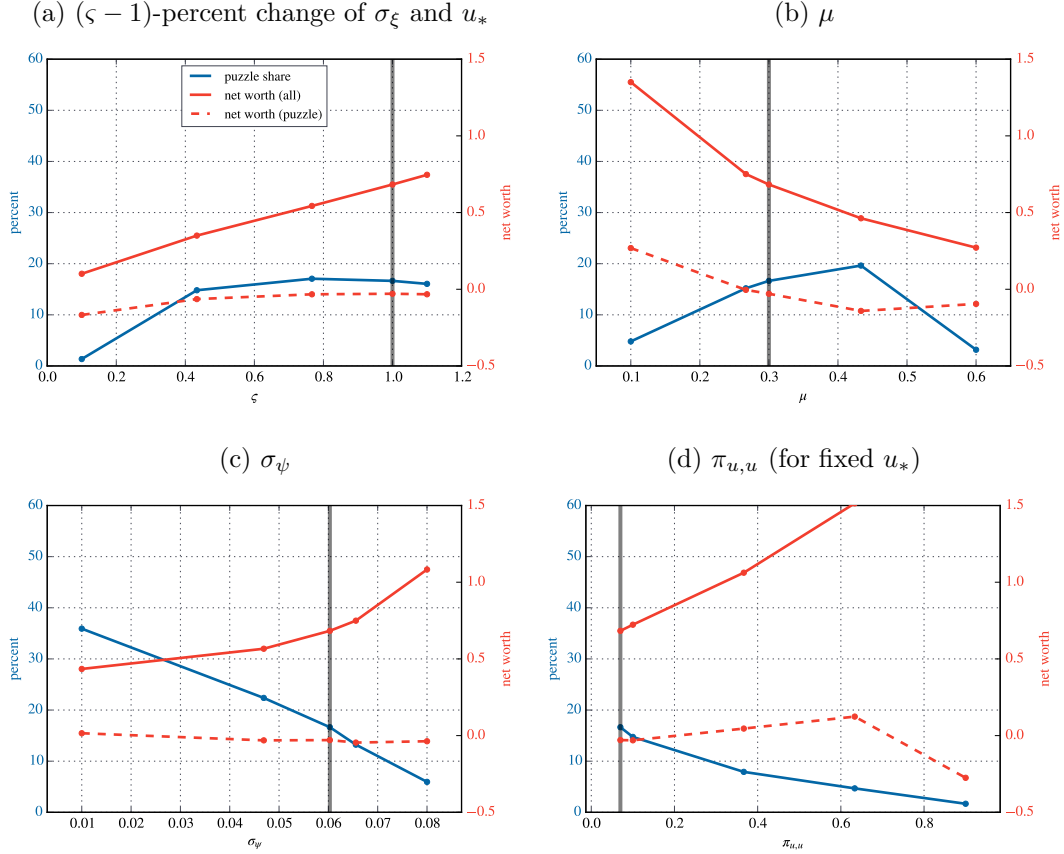 (a) (ς − 1)-percent change of σ_ξ and u_*
60
50
40
30
20
10
0
percent
puzzle share
net worth (all)
net worth (puzzle)
1.5
1.0
0.5
0.0
−0.5
net worth
0.0 0.2 0.4 0.6 0.8 1.0 1.2
ς
(b) μ
60
50
40
30
20
10
0
percent
1.5
1.0
0.5
0.0
−0.5
net worth
0.1 0.2 0.3 0.4 0.5 0.6
μ
(c) σ_ψ
60
50
40
30
20
10
0
percent
1.5
1.0
0.5
0.0
−0.5
net worth
0.01 0.02 0.03 0.04 0.05 0.06 0.07 0.08
σ_ψ
(d) π_{u,u} (for fixed u_*)
60
50
40
30
20
10
0
percent
1.5
1.0
0.5
0.0
−0.5
net worth
0.0 0.2 0.4 0.6 0.8
π_{u,u}